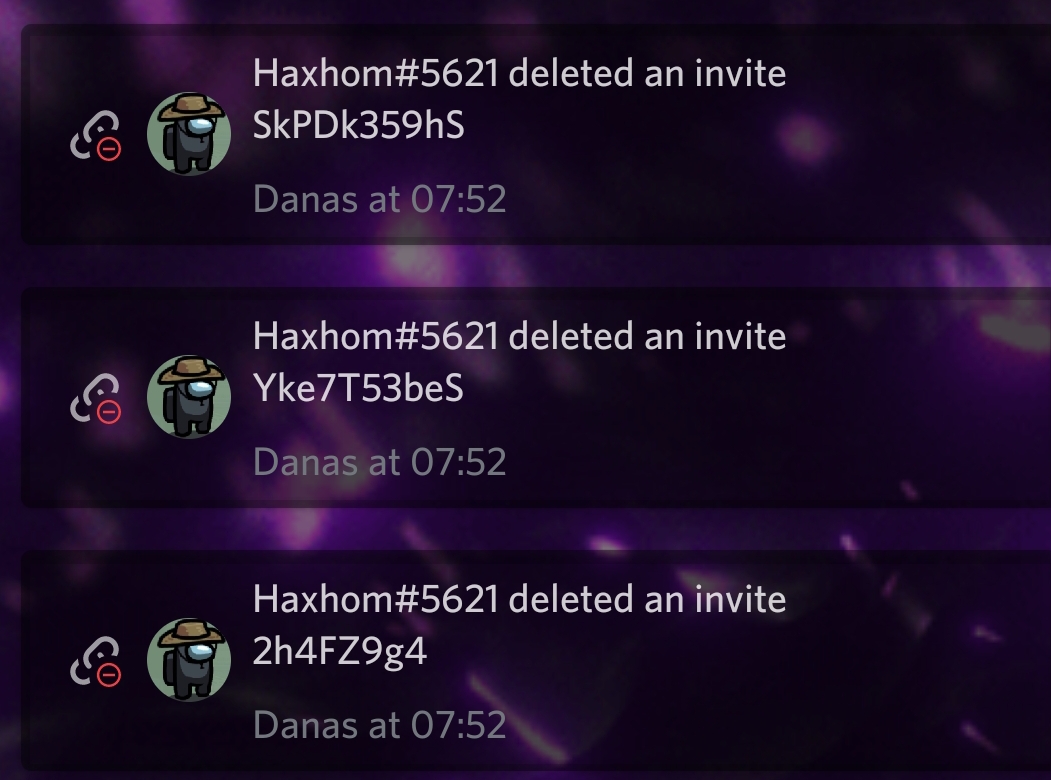 Haxhom#5621 deleted an invite
SkPDk359hS
Danas at 07:52
Haxhom#5621 deleted an invite
Yke7T53beS
Danas at 07:52
Haxhom#5621 deleted an invite
2h4FZ9g4
Danas at 07:52